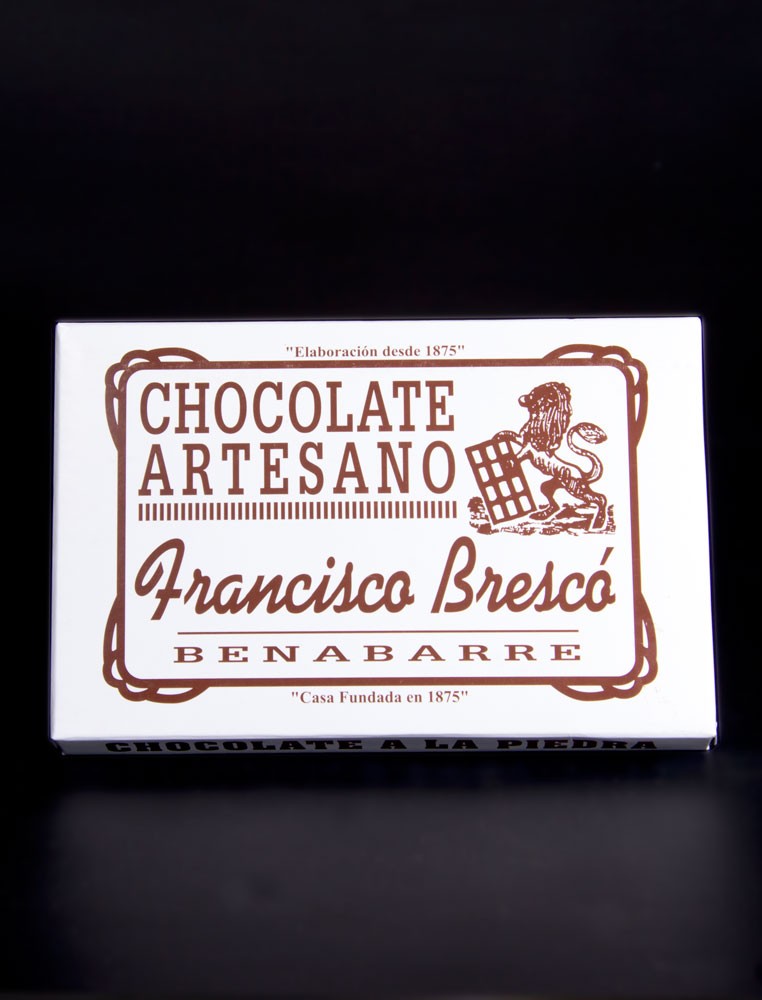 "Elaboración desde 1875"
CHOCOLATE
ARTESANO
Francisco Brescó
BENABARRE
"Casa Fundada en 1875"
CHOCOLATE A LA PIEDRA